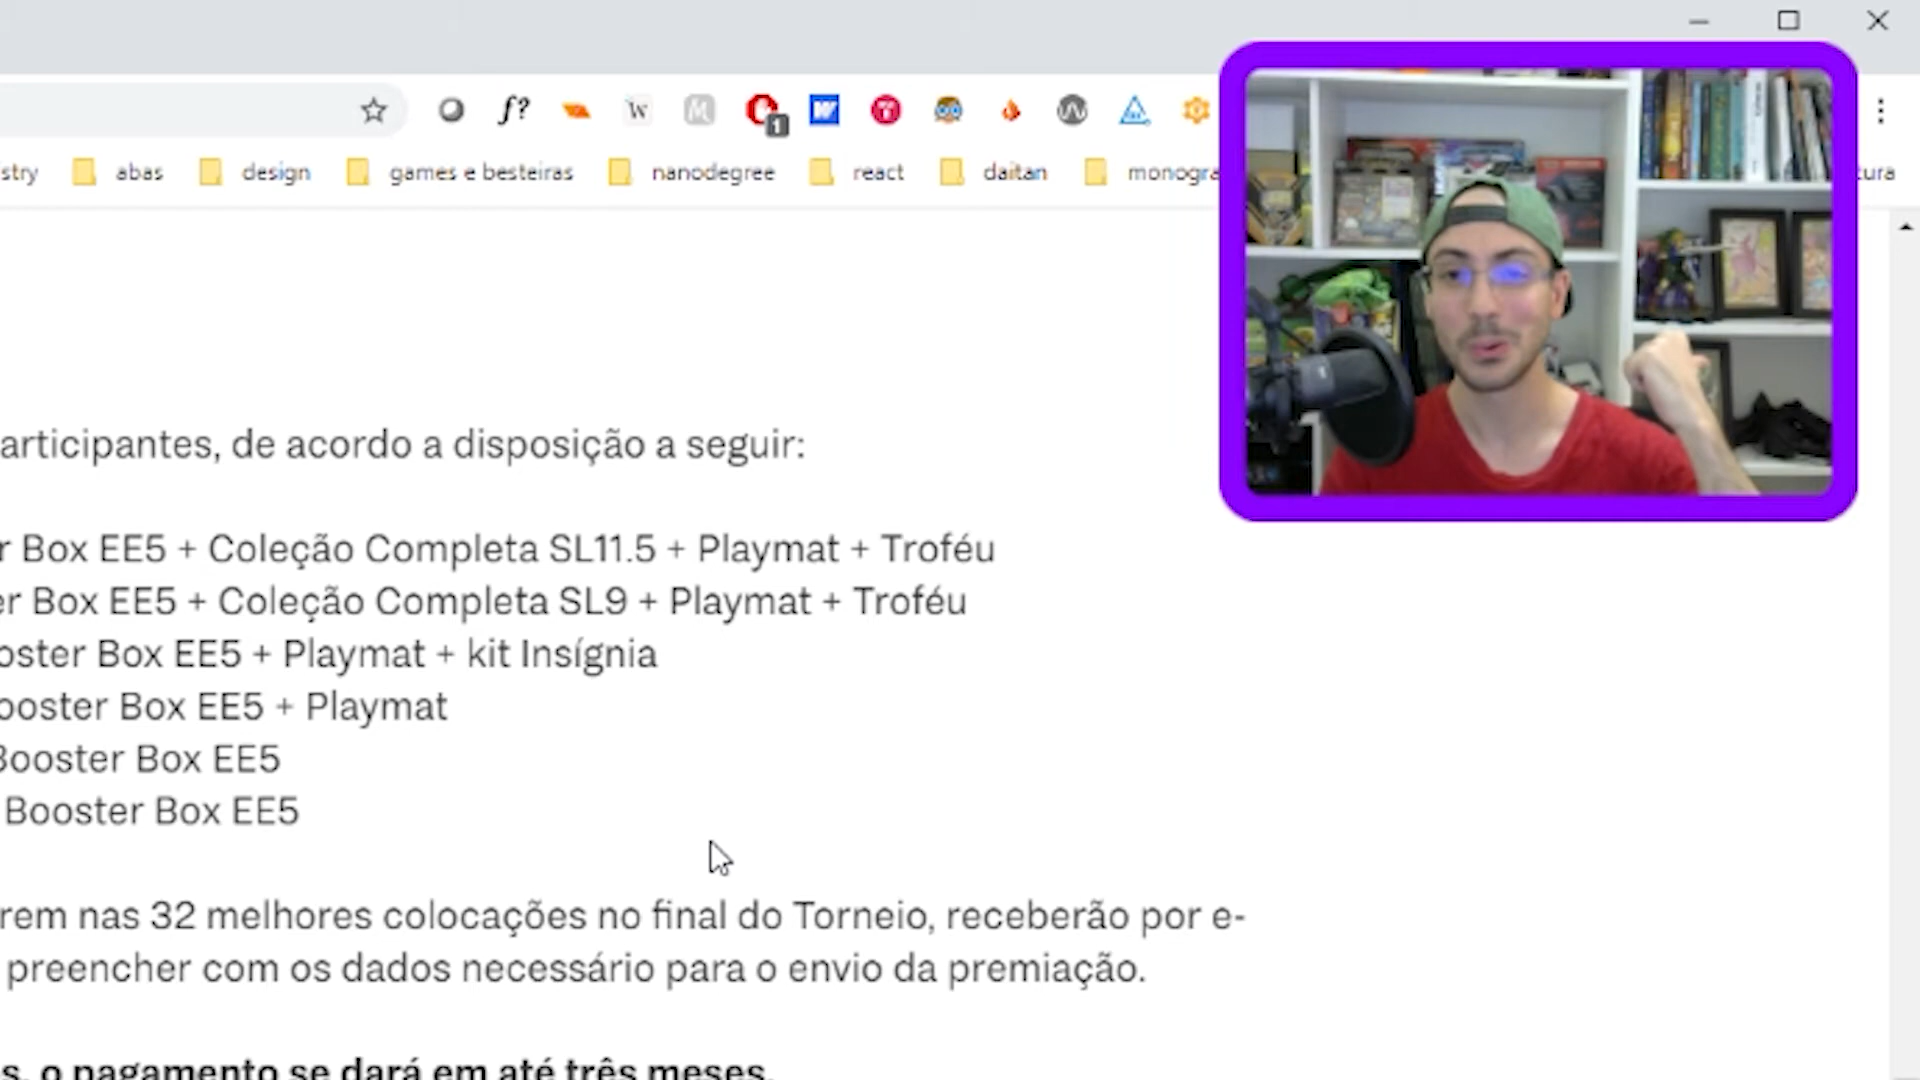 stry abas design games e besteiras nanodegree react daitan monogra tura
articipantes, de acordo a disposição a seguir:
r Box EE5 + Coleção Completa SL11.5 + Playmat + Troféu
er Box EE5 + Coleção Completa SL9 + Playmat + Troféu
oster Box EE5 + Playmat + kit Insígnia
ooster Box EE5 + Playmat
Booster Box EE5
Booster Box EE5
rem nas 32 melhores colocações no final do Torneio, receberão por e-
preencher com os dados necessário para o envio da premiação.
s, o pagamento se dará em até três meses.